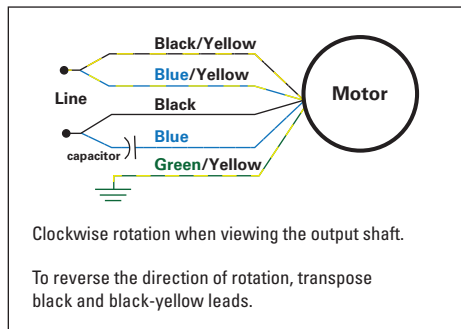 Black/Yellow
Blue/Yellow
Line
Black
Motor
Blue
capacitor
Green/Yellow
Clockwise rotation when viewing the output shaft.
To reverse the direction of rotation, transpose
black and black-yellow leads.